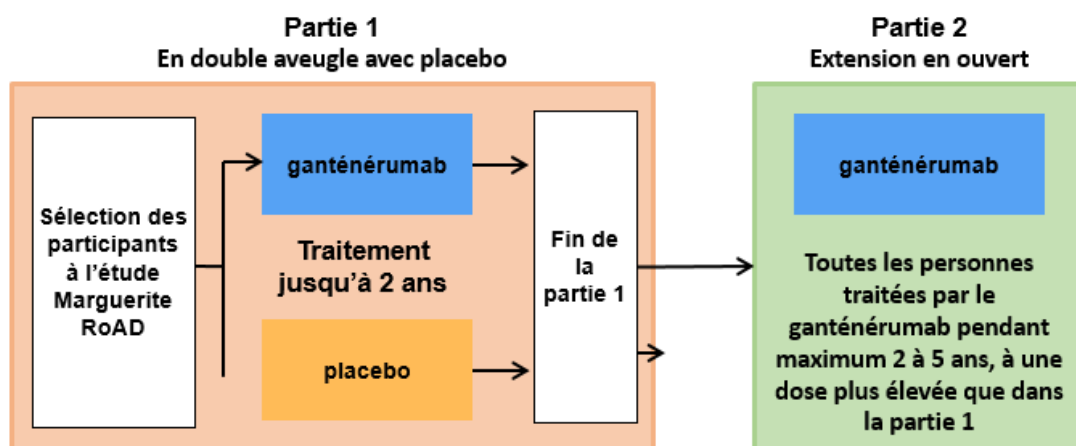 Partie 1
En double aveugle avec placebo
Sélection des
participants
à l'étude
Marguerite
RoAD
ganténérumab
Traitement
jusqu'à 2 ans
placebo
Fin de
la
partie 1
Partie 2
Extension en ouvert
ganténérumab
Toutes les personnes
traitées par le
ganténérumab pendant
maximum 2 à 5 ans, à une
dose plus élevée que dans
la partie 1